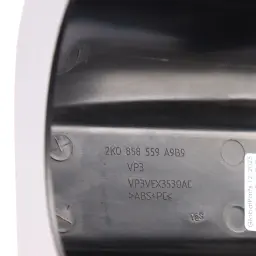 2K0 858 559 A9B9
VP3
VP3VEX3530AC
>ABS+PC<